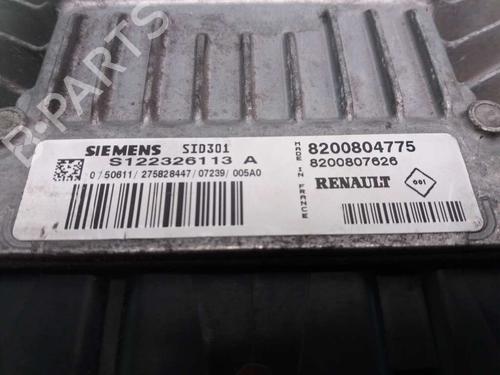 B-PARTS
SIEMENS SID301
S122326113 A
0/50611/275828447/07239/005A0
MADE IN FRANCE
8200804775
8200807626
RENAULT
001